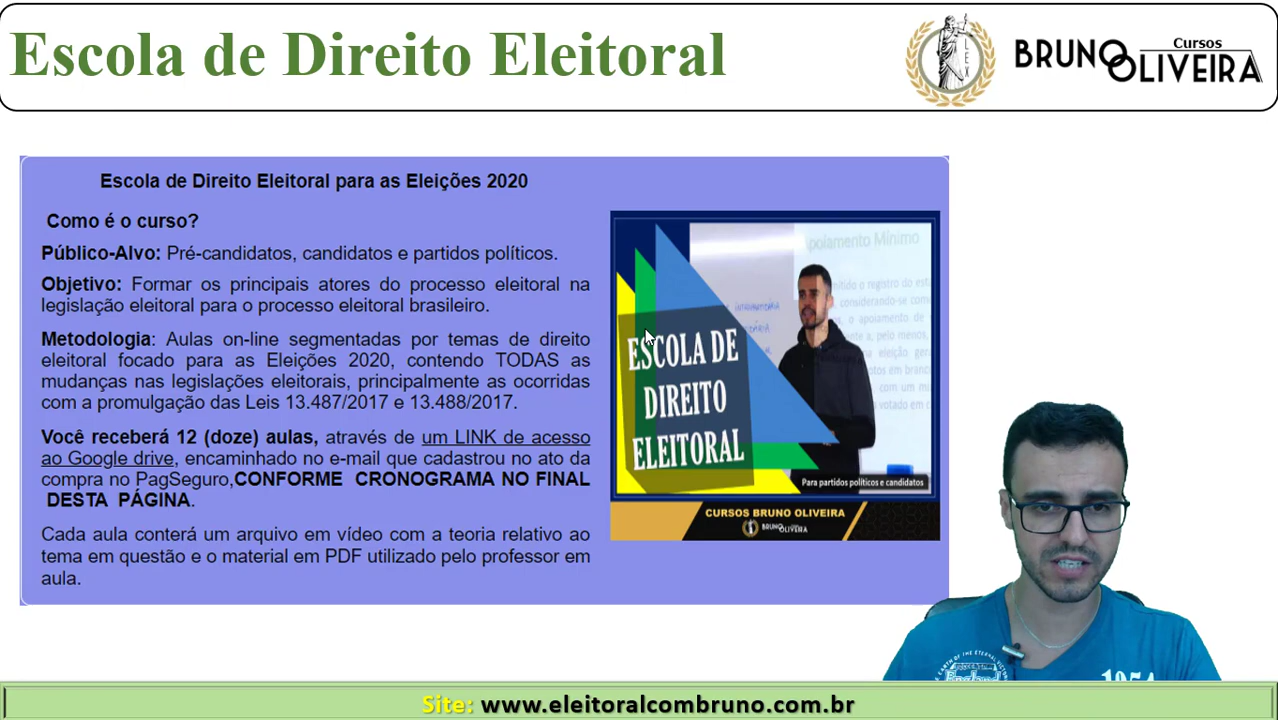 Escola de Direito Eleitoral
LEX
Cursos
BRUNO OLIVEIRA
Escola de Direito Eleitoral para as Eleições 2020
Como é o curso?
Público-Alvo: Pré-candidatos, candidatos e partidos políticos.
Objetivo: Formar os principais atores do processo eleitoral na
legislação eleitoral para o processo eleitoral brasileiro.
Metodologia: Aulas on-line segmentadas por temas de direito
eleitoral focado para as Eleições 2020, contendo TODAS as
mudanças nas legislações eleitorais, principalmente as ocorridas
com a promulgação das Leis 13.487/2017 e 13.488/2017.
Você receberá 12 (doze) aulas, através de um LINK de acesso
ao Google drive, encaminhado no e-mail que cadastrou no ato da
compra no PagSeguro,CONFORME CRONOGRAMA NO FINAL
DESTA PÁGINA.
Cada aula conterá um arquivo em vídeo com a teoria relativo ao
tema em questão e o material em PDF utilizado pelo professor em
aula.
poiamento Mínimo
ESCOLA DE
DIREITO
ELEITORAL
Para partidos políticos e candidatos
CURSOS BRUNO OLIVEIRA
BRUNO OLIVEIRA
1954
Site: www.eleitoralcombruno.com.br